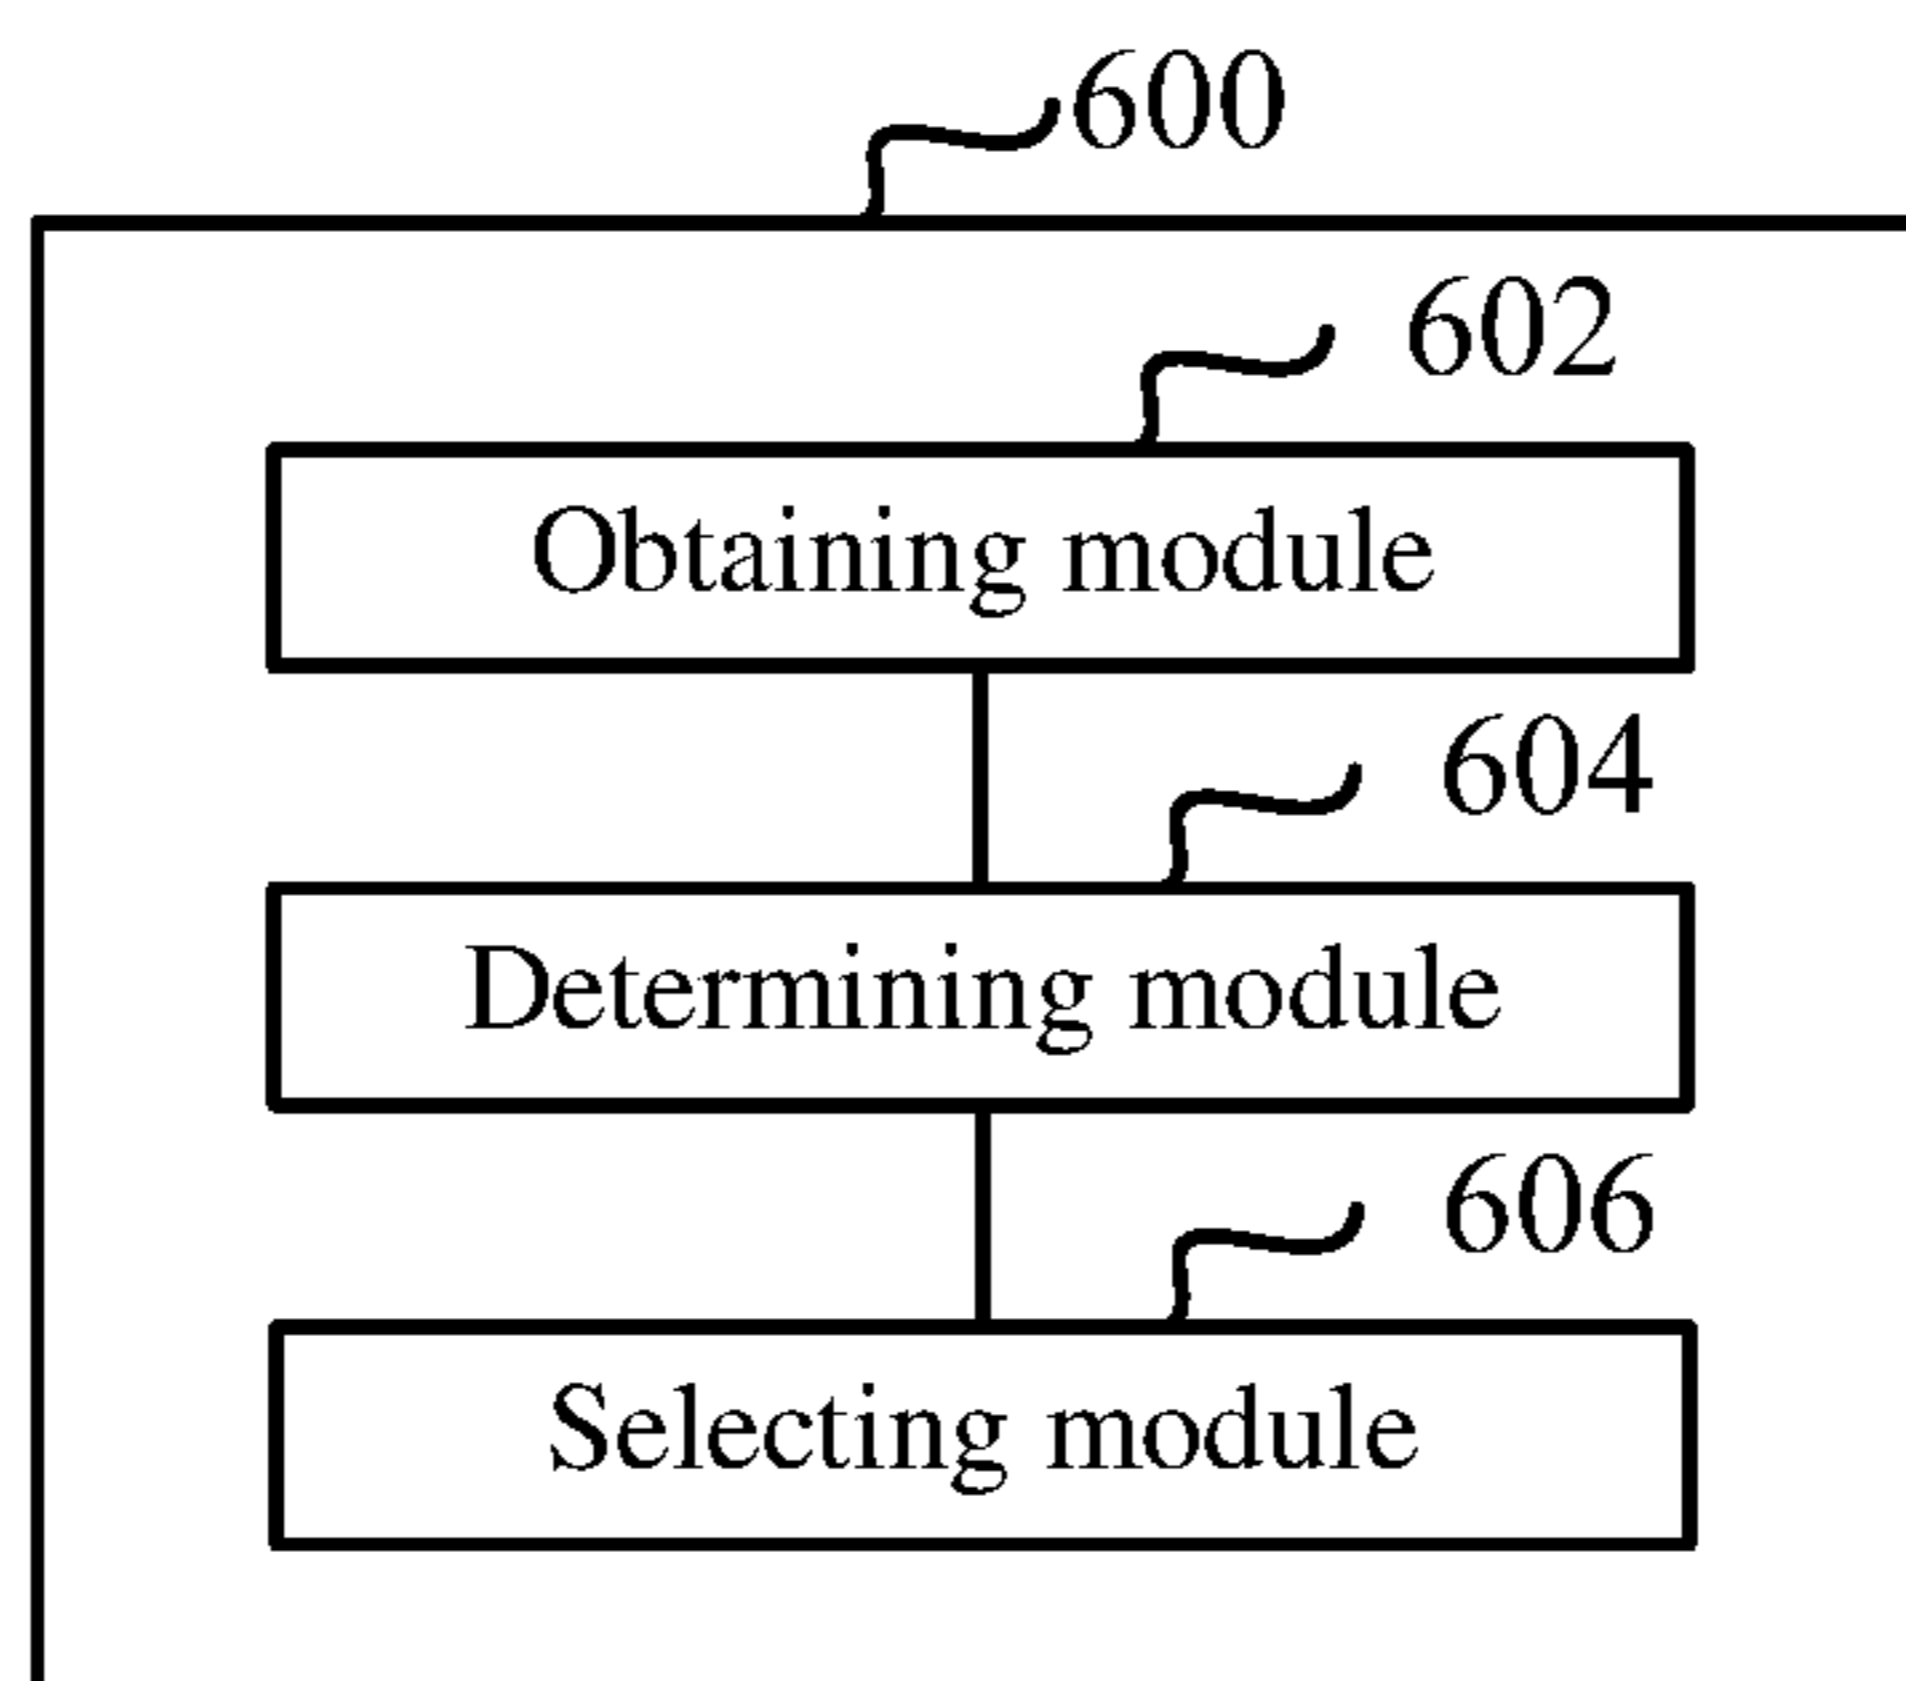 600
602
Obtaining module
604
Determining module
606
Selecting module